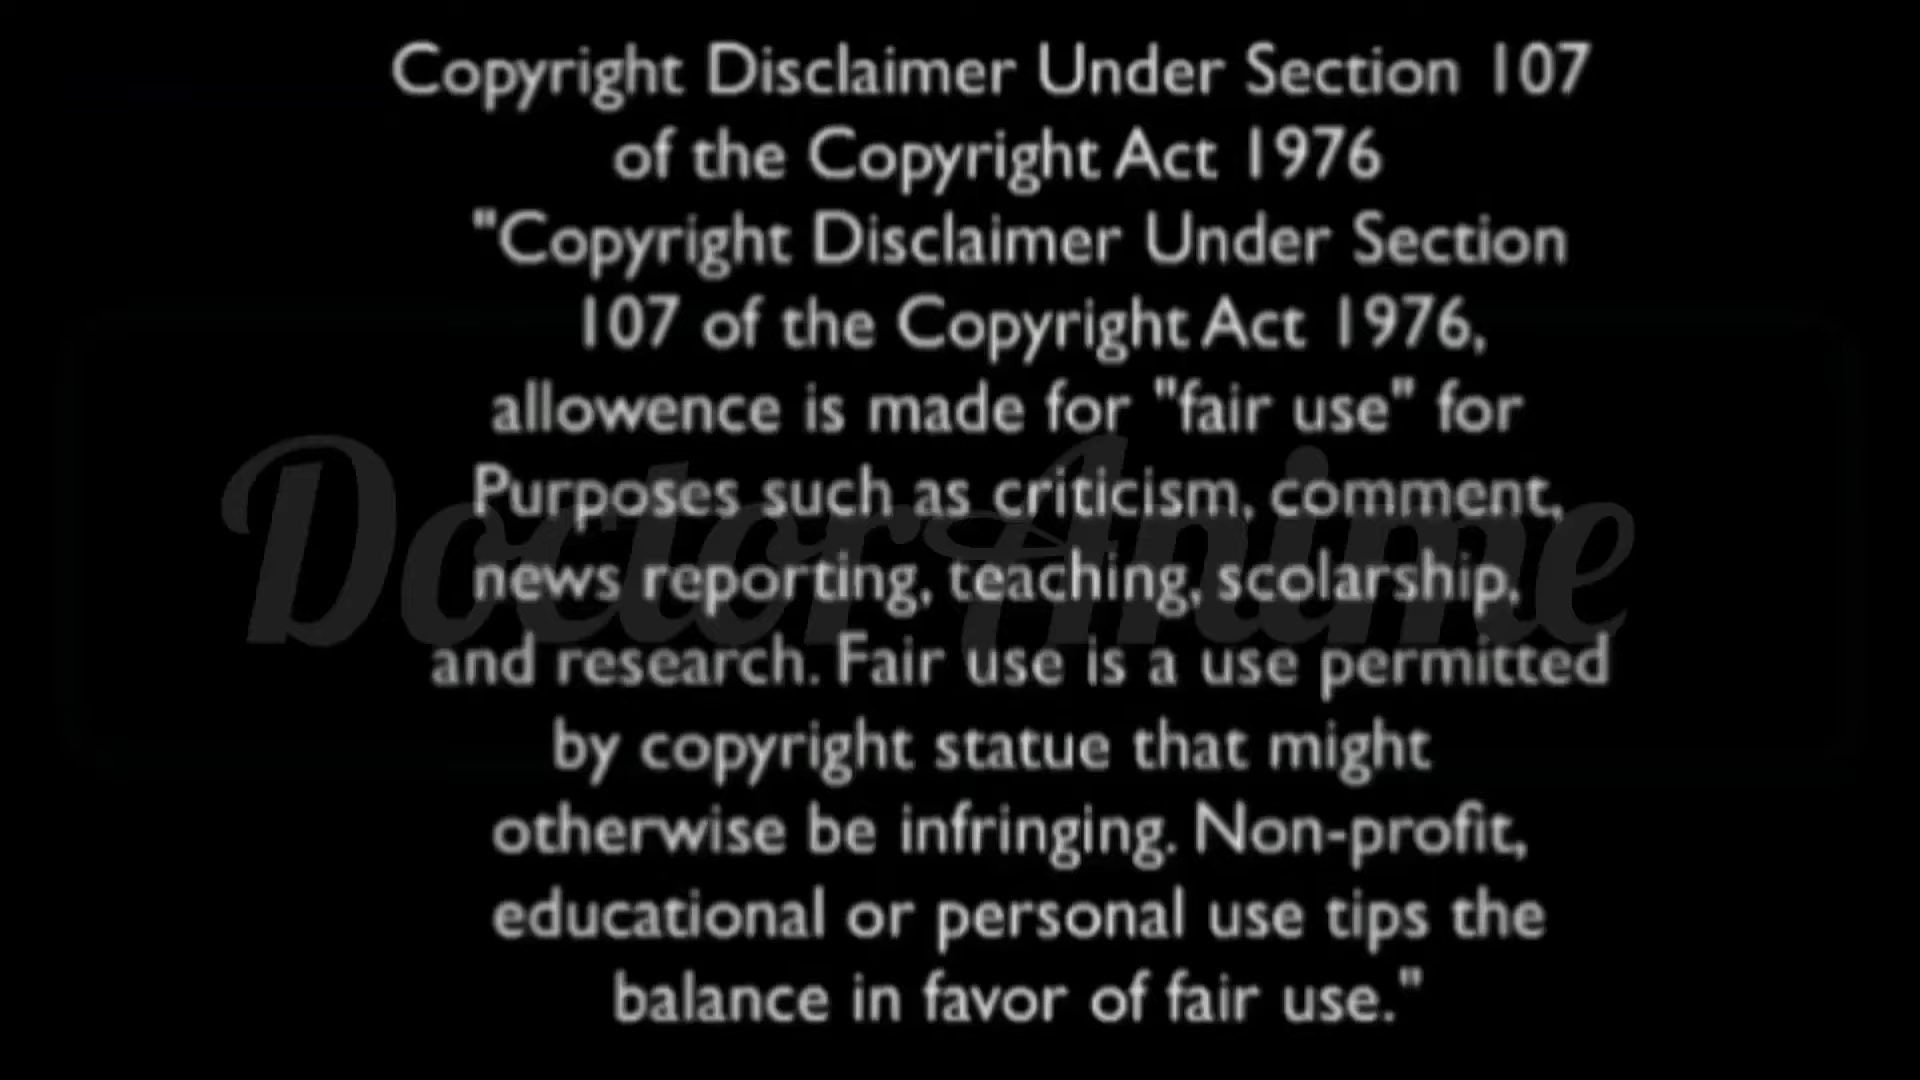 Copyright Disclaimer Under Section 107
of the Copyright Act 1976
"Copyright Disclaimer Under Section
107 of the Copyright Act 1976,
allowence is made for "fair use" for
Purposes such as criticism, comment,
news reporting, teaching, scolarship,
and research. Fair use is a use permitted
by copyright statue that might
otherwise be infringing. Non-profit,
educational or personal use tips the
balance in favor of fair use."
Doctor Anime